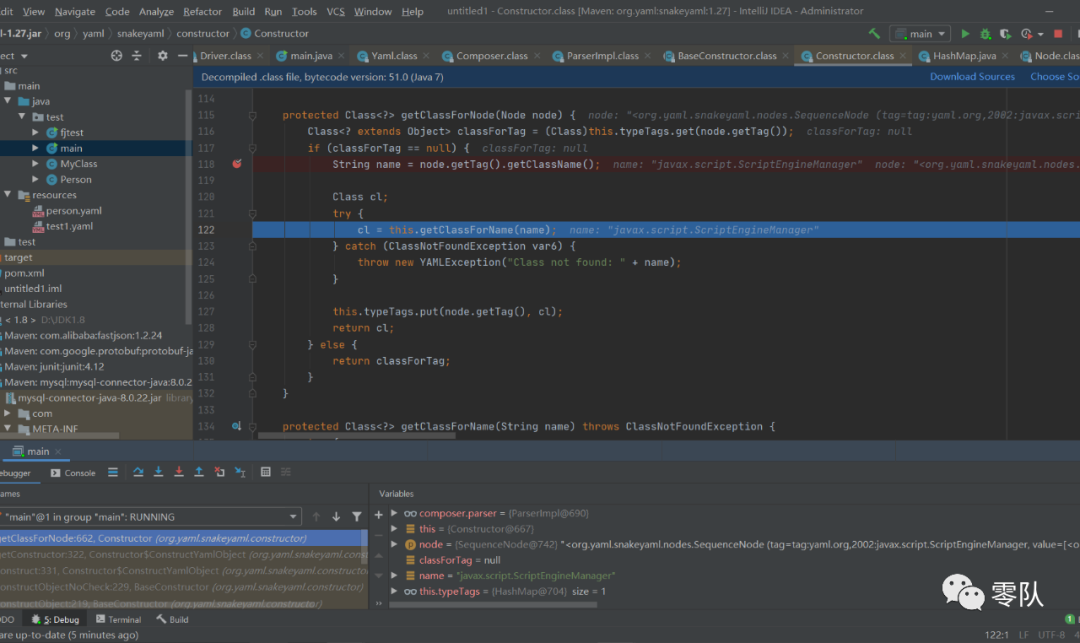 dit View Navigate Code Analyze Refactor Build Run Tools VCS Window Help untitled1 - Constructor.class [Maven: org.yaml:snakeyaml:1.27] - IntelliJ IDEA - Administrator
l-1.27.jar org yaml snakeyaml constructor Constructor main
ect Driver.class main.java Yaml.class Composer.class ParserImpl.class BaseConstructor.class Constructor.class HashMap.java Node.clas
src
main
java
test
fjtest
main
MyClass
Person
resources
person.yaml
test1.yaml
test
target
pom.xml
untitled1.iml
ternal Libraries
< 1.8 > D:\JDK1.8
Maven: com.alibaba:fastjson:1.2.24
Maven: com.google.protobuf:protobuf-ja
Maven: junit:junit:4.12
Maven: mysql:mysql-connector-java:8.0.2
mysql-connector-java-8.0.22.jar library
com
META-INF
Decompiled .class file, bytecode version: 51.0 (Java 7) Download Sources Choose So
114
115 protected Class<?> getClassForNode(Node node) { node: "<org.yaml.snakeyaml.nodes.SequenceNode (tag=tag:yaml.org,2002:javax.scri
116 Class<? extends Object> classForTag = (Class)this.typeTags.get(node.getTag()); classForTag: null
117 if (classForTag == null) { classForTag: null
118 String name = node.getTag().getClassName(); name: "javax.script.ScriptEngineManager" node: "<org.yaml.snakeyaml.nodes.
119
120 Class cl;
121 try {
122 cl = this.getClassForName(name); name: "javax.script.ScriptEngineManager"
123 } catch (ClassNotFoundException var6) {
124 throw new YAMLException("Class not found: " + name);
125 }
126
127 this.typeTags.put(node.getTag(), cl);
128 return cl;
129 } else {
130 return classForTag;
131 }
132 }
133
134 protected Class<?> getClassForName(String name) throws ClassNotFoundException {
main
ebugger Console
ames
"main"@1 in group "main": RUNNING
getClassForNode:662, Constructor (org.yaml.snakeyaml.constructor)
getConstructor:322, Constructor$ConstructYamlObject (org.yaml.snakeyaml.const
construct:331, Constructor$ConstructYamlObject (org.yaml.snakeyaml.constructor
constructObjectNoCheck:229, BaseConstructor (org.yaml.snakeyaml.constructor)
constructObject:219, BaseConstructor (org.yaml.snakeyaml.constructor)
Variables
composer.parser = {ParserImpl@690}
this = {Constructor@667}
node = {SequenceNode@742} "<org.yaml.snakeyaml.nodes.SequenceNode (tag=tag:yaml.org,2002:javax.script.ScriptEngineManager, value=[<o
classForTag = null
name = "javax.script.ScriptEngineManager"
this.typeTags = {HashMap@704} size = 1
零队
ODO 5: Debug Terminal Build 1
are up-to-date (5 minutes ago) 122:1 LF UTF-8 4